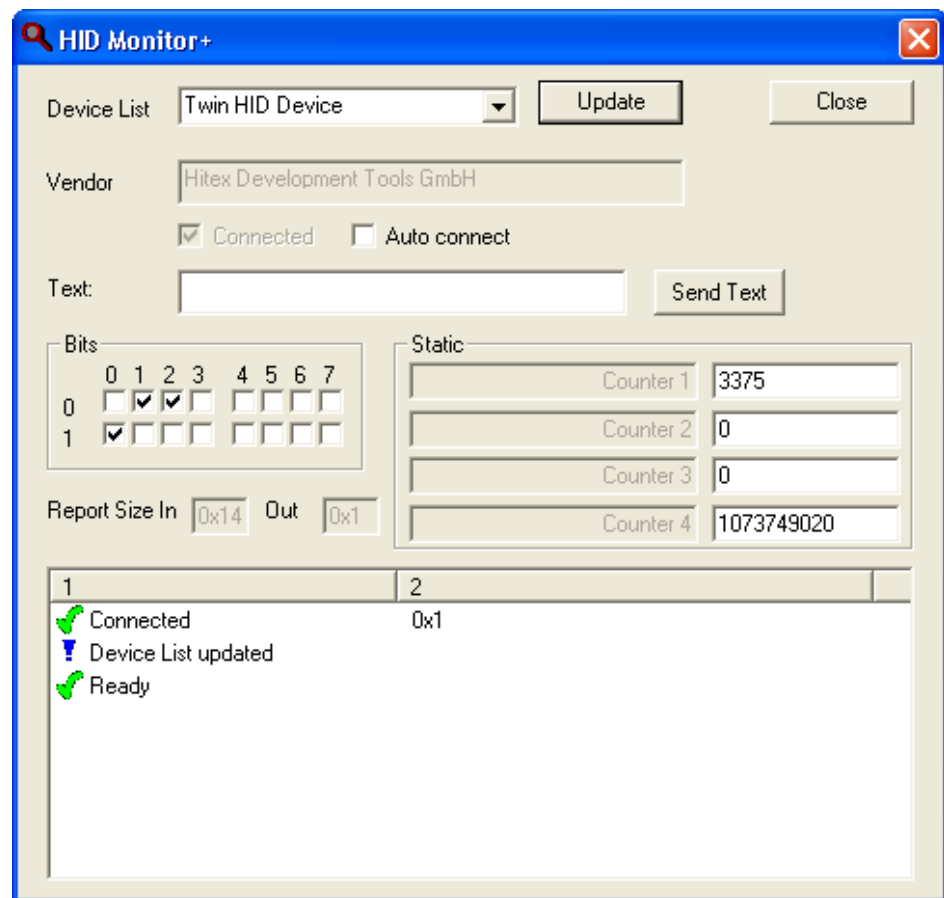 HID Monitor+
Device List Twin HID Device Update Close
Vendor Hitex Development Tools GmbH
Connected Auto connect
Text: Send Text
Bits Static
0 1 2 3 4 5 6 7
0
1
Counter 1 3375
Counter 2 0
Counter 3 0
Counter 4 1073749020
Report Size In 0x14 Out 0x1
1 2
Connected 0x1
Device List updated
Ready